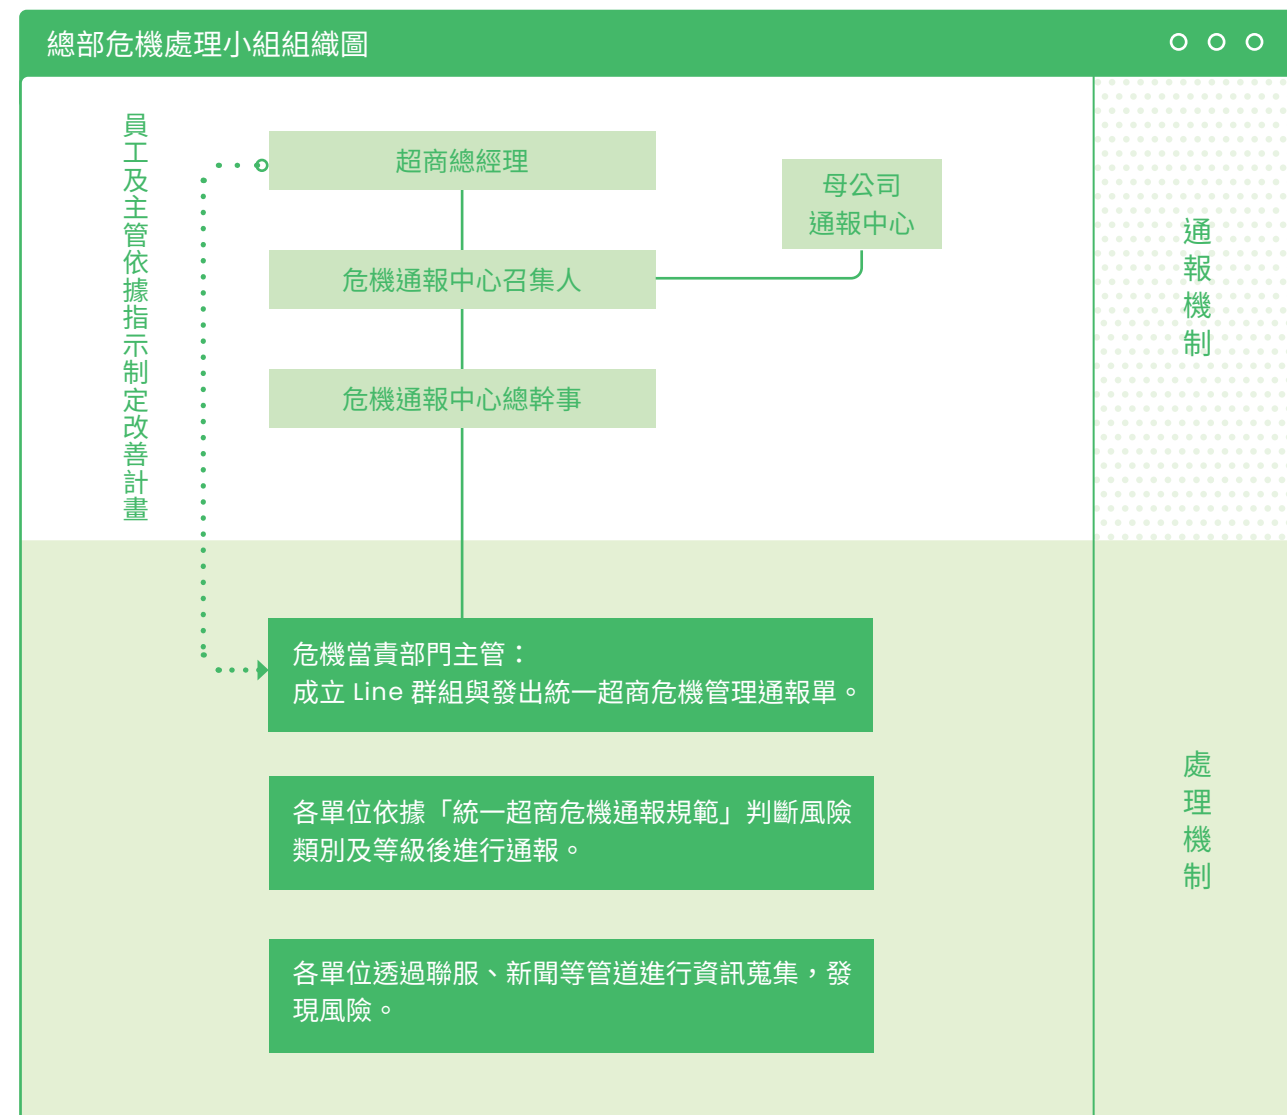 總部危機處理小組組織圖
員工及主管依據指示制定改善計畫
超商總經理
母公司
通報中心
危機通報中心召集人
危機通報中心總幹事
通報機制
危機當責部門主管：
成立 Line 群組與發出統一超商危機管理通報單。
各單位依據「統一超商危機通報規範」判斷風險
類別及等級後進行通報。
各單位透過聯服、新聞等管道進行資訊蒐集，發
現風險。
處理機制